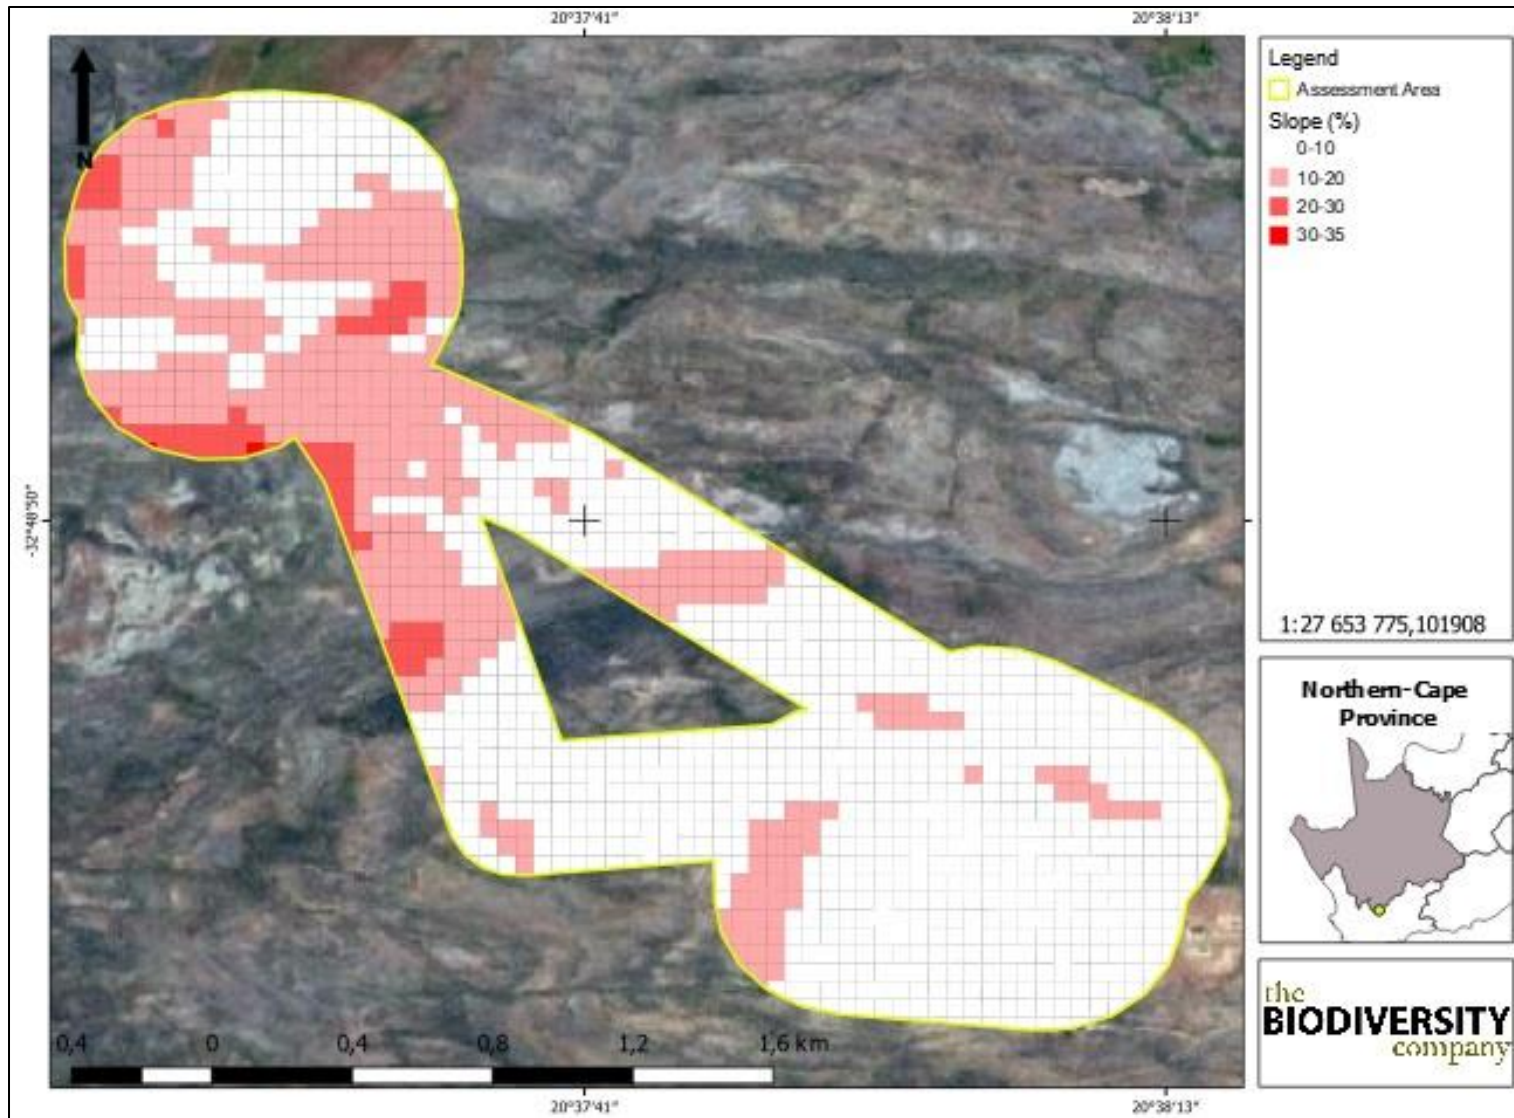 20°37'41"
20°38'13"
N
-32°48'50"
0,4
0
0,4
0,8
1,2
1,6 km
20°37'41"
20°38'13"
Legend
Assessment Area
Slope (%)
0-10
10-20
20-30
30-35
1:27 653 775,101908
Northern-Cape
Province
the
BIODIVERSITY
company